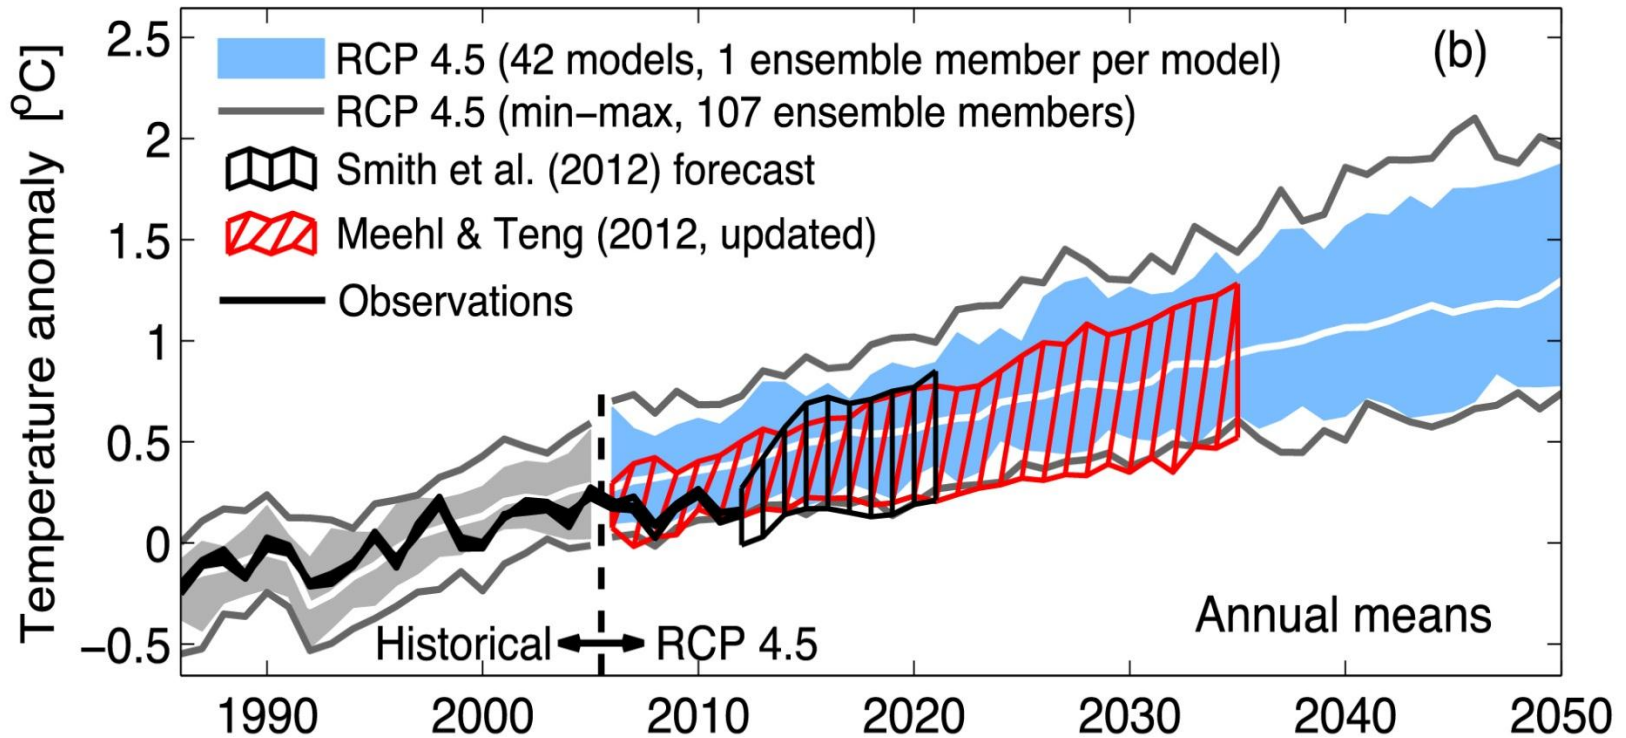 Temperature anomaly [ºC]
2.5
2
1.5
1
0.5
0
−0.5
RCP 4.5 (42 models, 1 ensemble member per model)
(b)
RCP 4.5 (min−max, 107 ensemble members)
Smith et al. (2012) forecast
Meehl & Teng (2012, updated)
Observations
Annual means
Historical
RCP 4.5
1990 2000 2010 2020 2030 2040 2050